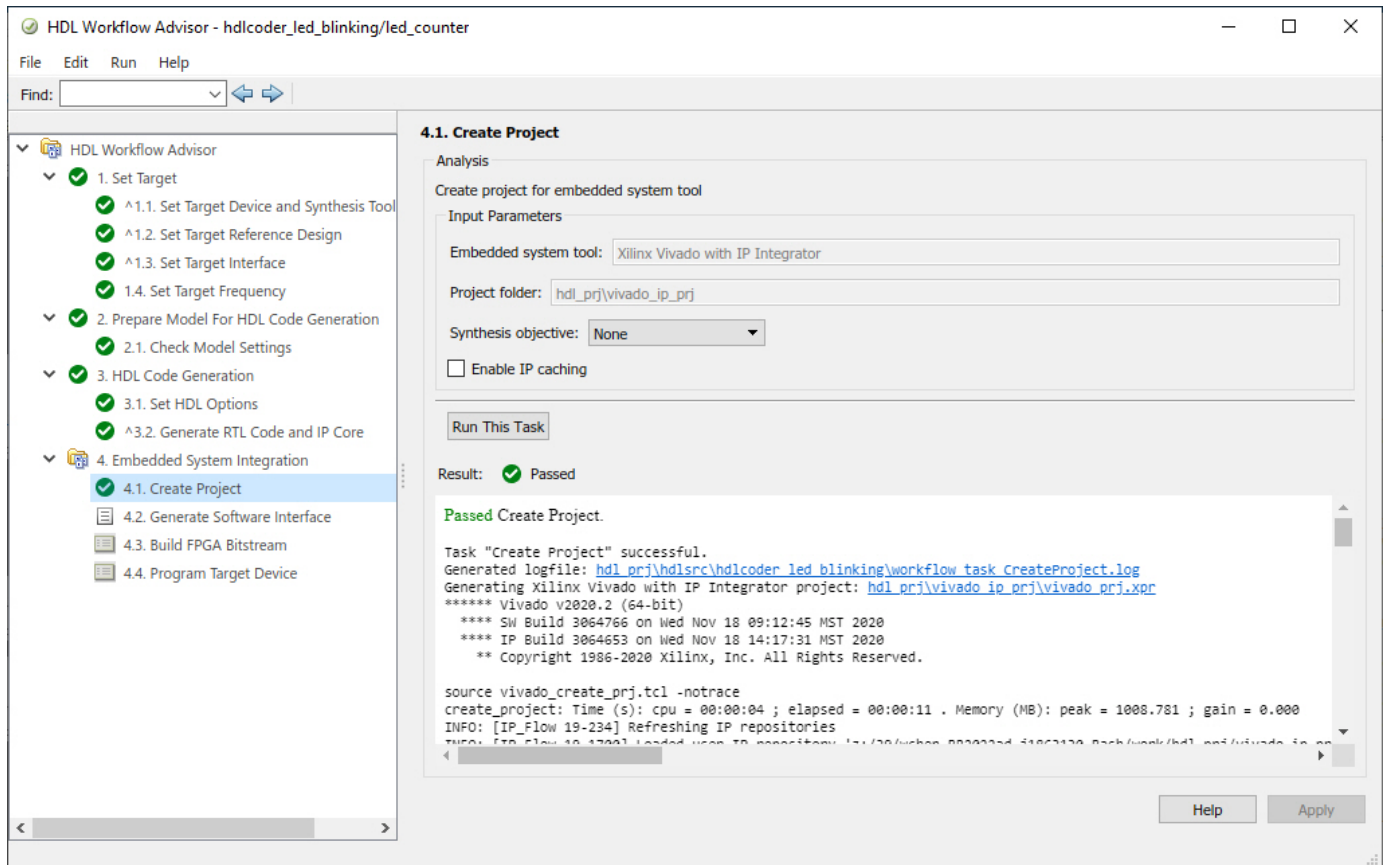 HDL Workflow Advisor - hdlcoder_led_blinking/led_counter
File Edit Run Help
Find:
HDL Workflow Advisor
1. Set Target
^1.1. Set Target Device and Synthesis Tool
^1.2. Set Target Reference Design
^1.3. Set Target Interface
1.4. Set Target Frequency
2. Prepare Model For HDL Code Generation
2.1. Check Model Settings
3. HDL Code Generation
3.1. Set HDL Options
^3.2. Generate RTL Code and IP Core
4. Embedded System Integration
4.1. Create Project
4.2. Generate Software Interface
4.3. Build FPGA Bitstream
4.4. Program Target Device
4.1. Create Project
Analysis
Create project for embedded system tool
Input Parameters
Embedded system tool: Xilinx Vivado with IP Integrator
Project folder: hdl_prj\vivado_ip_prj
Synthesis objective: None
Enable IP caching
Run This Task
Result: Passed
Passed Create Project.
Task "Create Project" successful.
Generated logfile: hdl_prj\hdlsrc\hdlcoder_led_blinking\workflow_task_CreateProject.log
Generating Xilinx Vivado with IP Integrator project: hdl_prj\vivado_ip_prj\vivado_prj.xpr
****** Vivado v2020.2 (64-bit)
**** SW Build 3064766 on Wed Nov 18 09:12:45 MST 2020
**** IP Build 3064653 on Wed Nov 18 14:17:31 MST 2020
** Copyright 1986-2020 Xilinx, Inc. All Rights Reserved.
source vivado_create_prj.tcl -notrace
create_project: Time (s): cpu = 00:00:04 ; elapsed = 00:00:11 . Memory (MB): peak = 1008.781 ; gain = 0.000
INFO: [IP_Flow 19-234] Refreshing IP repositories
INFO: [IP_Flow 19-1700] Loaded user IP repository
Help Apply